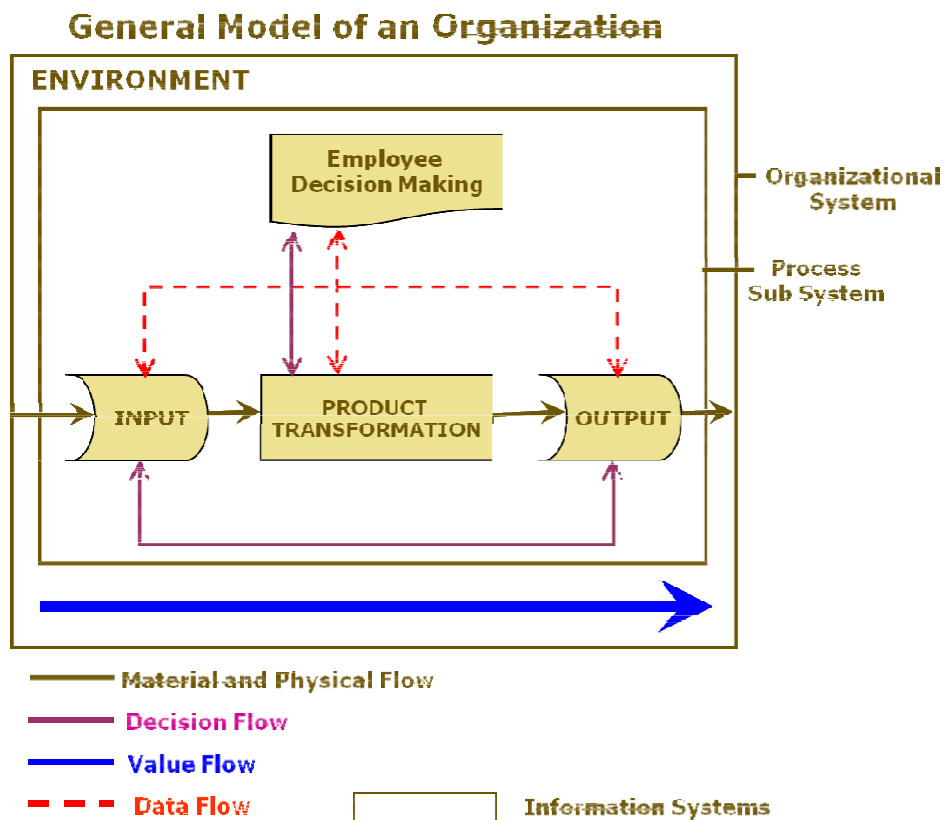 General Model of an Organization
ENVIRONMENT
Employee
Decision Making
Organizational
System
Process
Sub System
INPUT
PRODUCT
TRANSFORMATION
OUTPUT
Material and Physical Flow
Decision Flow
Value Flow
Data Flow
Information Systems